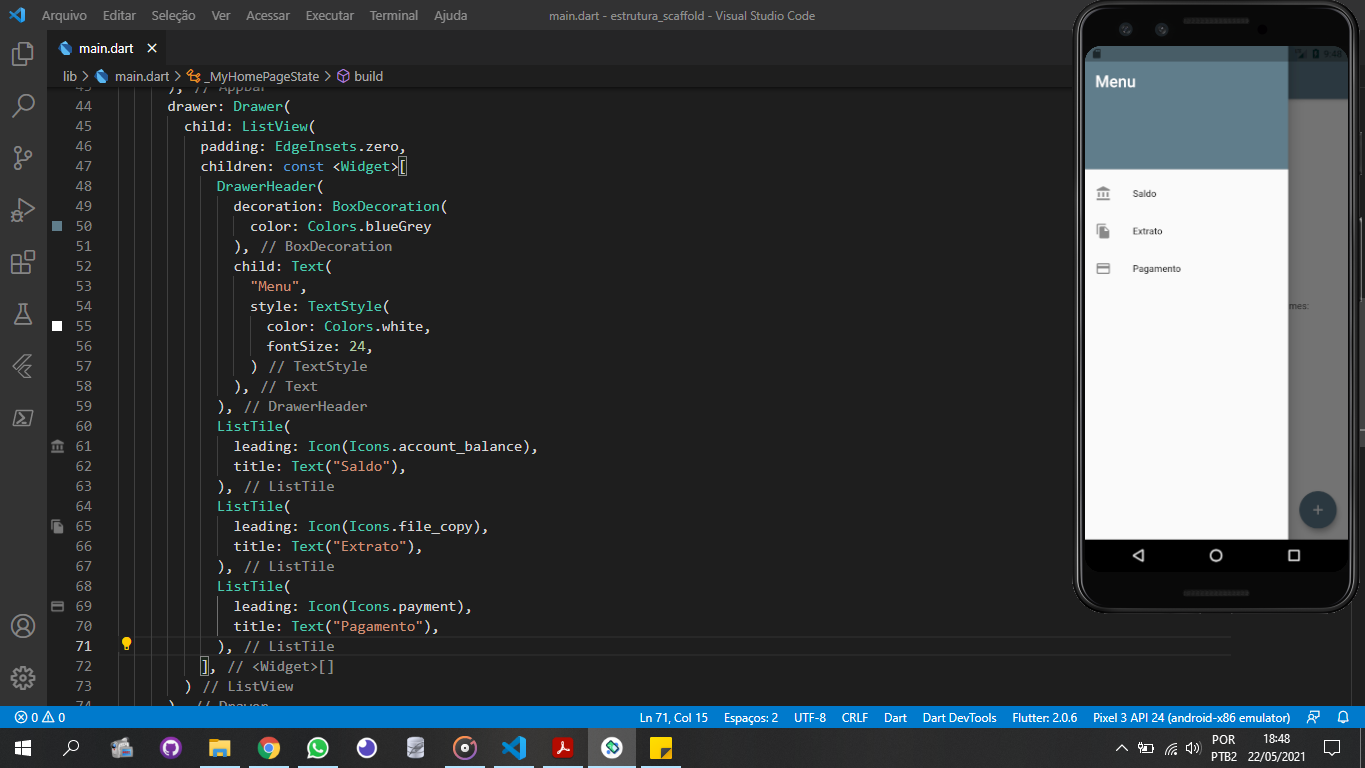 Arquivo Editar Seleção Ver Acessar Executar Terminal Ajuda main.dart - estrutura_scaffold - Visual Studio Code
main.dart
lib > main.dart > _MyHomePageState > build
43 ), // AppBar
44 drawer: Drawer(
45 child: ListView(
46 padding: EdgeInsets.zero,
47 children: const <Widget>[
48 DrawerHeader(
49 decoration: BoxDecoration(
50 color: Colors.blueGrey
51 ), // BoxDecoration
52 child: Text(
53 "Menu",
54 style: TextStyle(
55 color: Colors.white,
56 fontSize: 24,
57 ) // TextStyle
58 ), // Text
59 ), // DrawerHeader
60 ListTile(
61 leading: Icon(Icons.account_balance),
62 title: Text("Saldo"),
63 ), // ListTile
64 ListTile(
65 leading: Icon(Icons.file_copy),
66 title: Text("Extrato"),
67 ), // ListTile
68 ListTile(
69 leading: Icon(Icons.payment),
70 title: Text("Pagamento"),
71 ), // ListTile
72 ], // <Widget>[]
73 ) // ListView
74 ), // Drawer
9:48
Menu
Saldo
Extrato
Pagamento
mes:
0 0 Ln 71, Col 15 Espaços: 2 UTF-8 CRLF Dart Dart DevTools Flutter: 2.0.6 Pixel 3 API 24 (android-x86 emulator)
POR
PTB2
18:48
22/05/2021